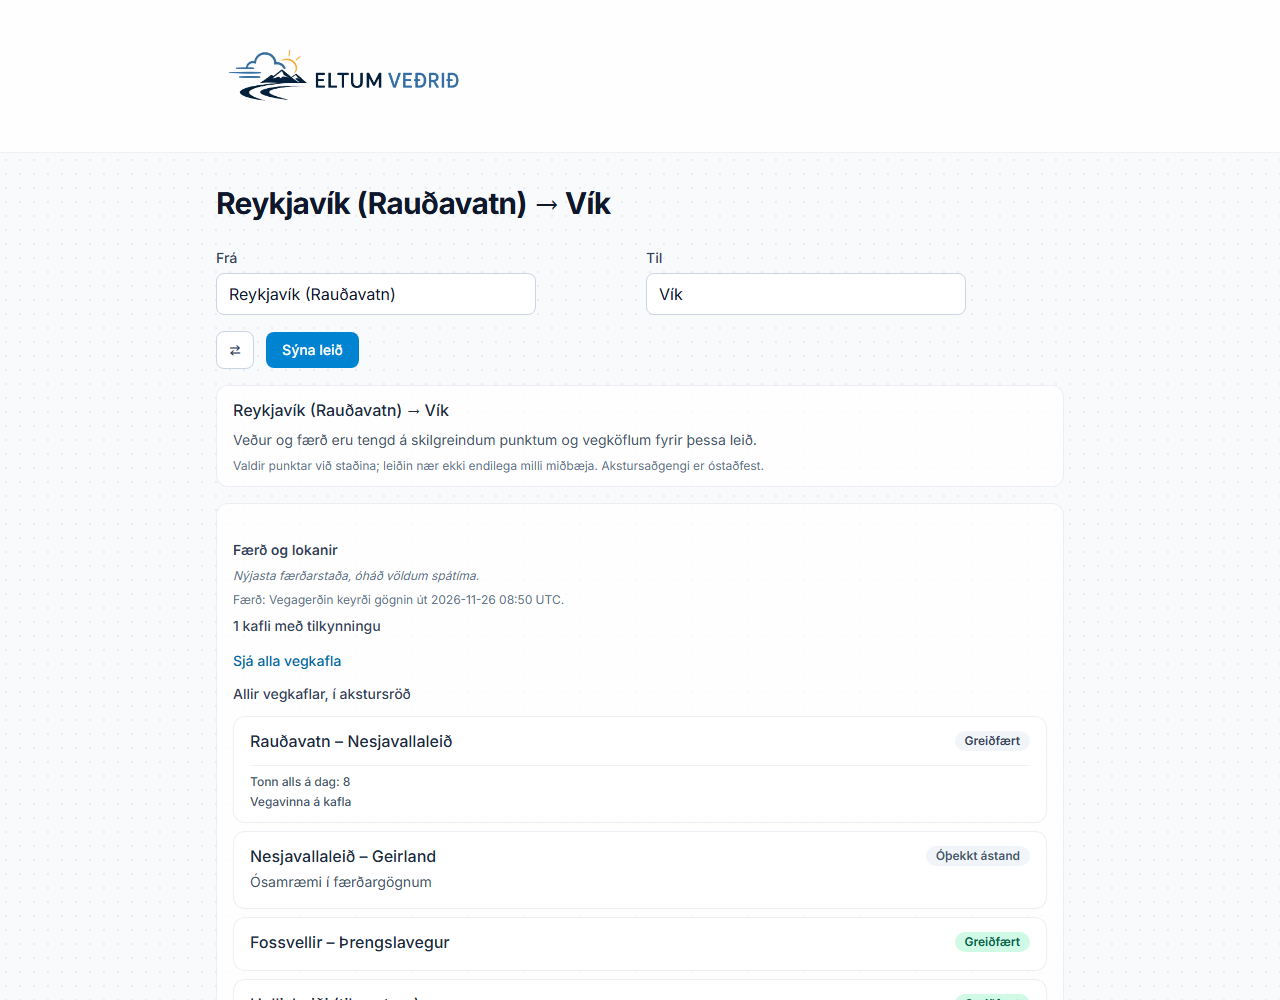 ELTUM VEÐRIÐ
Reykjavík (Rauðavatn) → Vík
Frá
Til
Reykjavík (Rauðavatn)
Vík
⇄
Sýna leið
Reykjavík (Rauðavatn) → Vík
Veður og færð eru tengd á skilgreindum punktum og vegköflum fyrir þessa leið.
Valdir punktar við staðina; leiðin nær ekki endilega milli miðbæja. Akstursaðgengi er óstaðfest.
Færð og lokanir
Nýjasta færðarstaða, óháð völdum spátíma.
Færð: Vegagerðin keyrði gögnin út 2026-11-26 08:50 UTC.
1 kafli með tilkynningu
Sjá alla vegkafla
Allir vegkaflar, í akstursröð
Rauðavatn – Nesjavallaleið
Greiðfært
Tonn alls á dag: 8
Vegavinna á kafla
Nesjavallaleið – Geirland
Óþekkt ástand
Ósamræmi í færðargögnum
Fossvellir – Þrengslavegur
Greiðfært